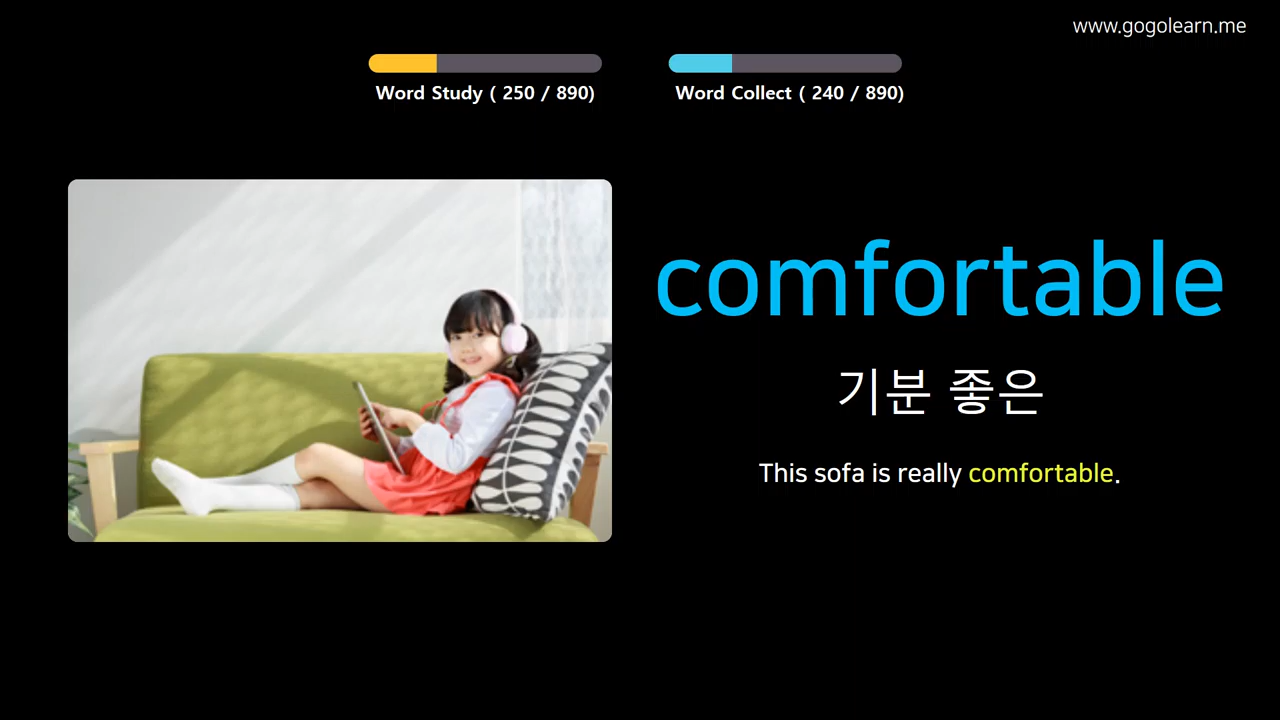 www.gogolearn.me
Word Study ( 250 / 890)
Word Collect ( 240 / 890)
comfortable
기분 좋은
This sofa is really comfortable.